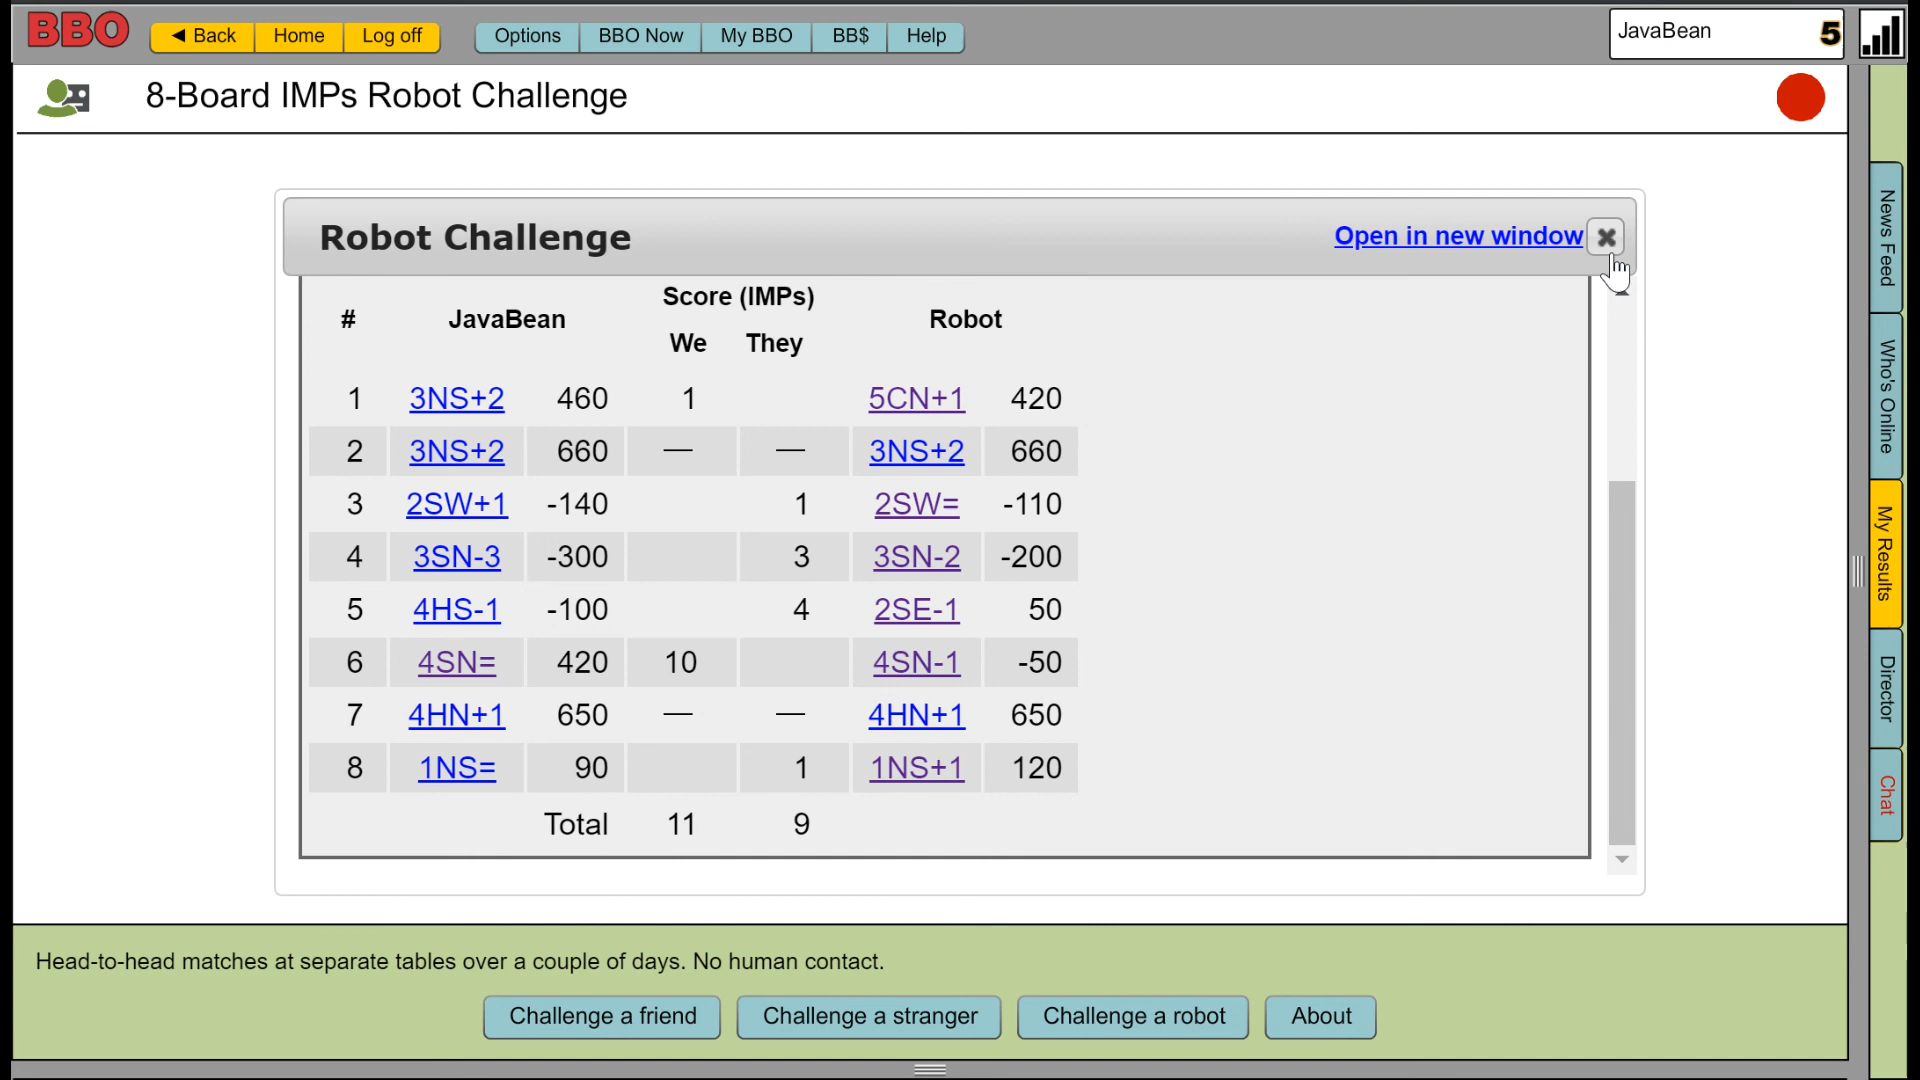 BBO
◄ Back Home Log off Options BBO Now My BBO BB$ Help JavaBean 5
8-Board IMPs Robot Challenge
Robot Challenge Open in new window
# JavaBean Score (IMPs) Robot
We They
1 3NS+2 460 1 5CN+1 420
2 3NS+2 660 — — 3NS+2 660
3 2SW+1 -140 1 2SW= -110
4 3SN-3 -300 3 3SN-2 -200
5 4HS-1 -100 4 2SE-1 50
6 4SN= 420 10 4SN-1 -50
7 4HN+1 650 — — 4HN+1 650
8 1NS= 90 1 1NS+1 120
Total 11 9
Head-to-head matches at separate tables over a couple of days. No human contact.
Challenge a friend Challenge a stranger Challenge a robot About
News Feed
Who's Online
My Results
Director
Chat